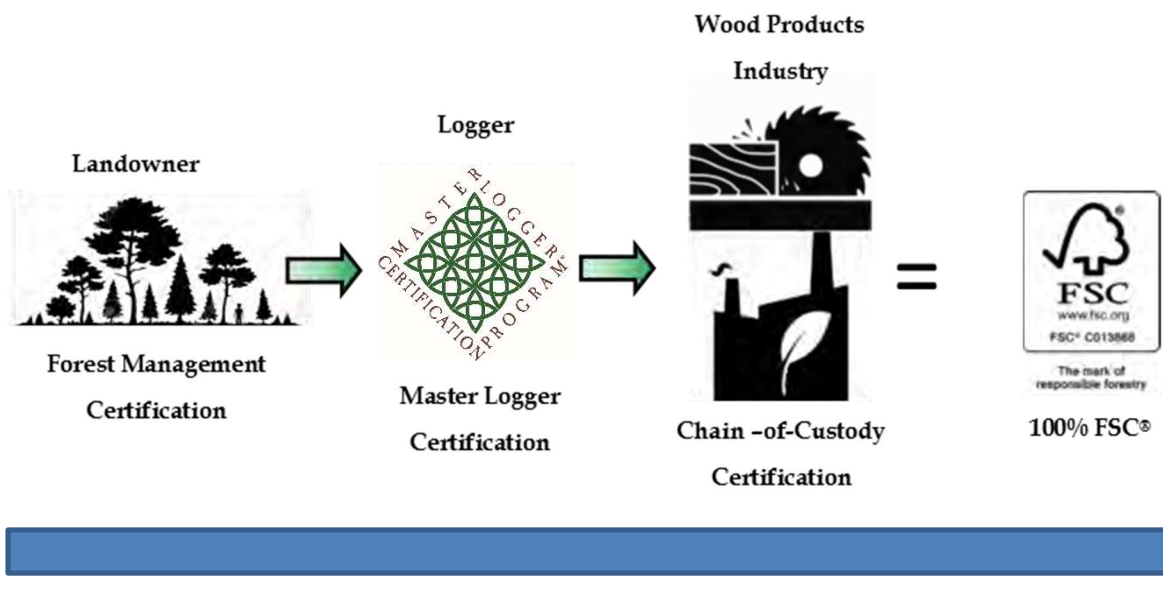 Landowner
Forest Management
Certification
Logger
MASTER LOGGER
CERTIFICATION PROGRAM®
Master Logger
Certification
Wood Products
Industry
Chain –of-Custody
Certification
=
®
FSC
www.fsc.org
FSC® C013868
The mark of
responsible forestry
100% FSC®